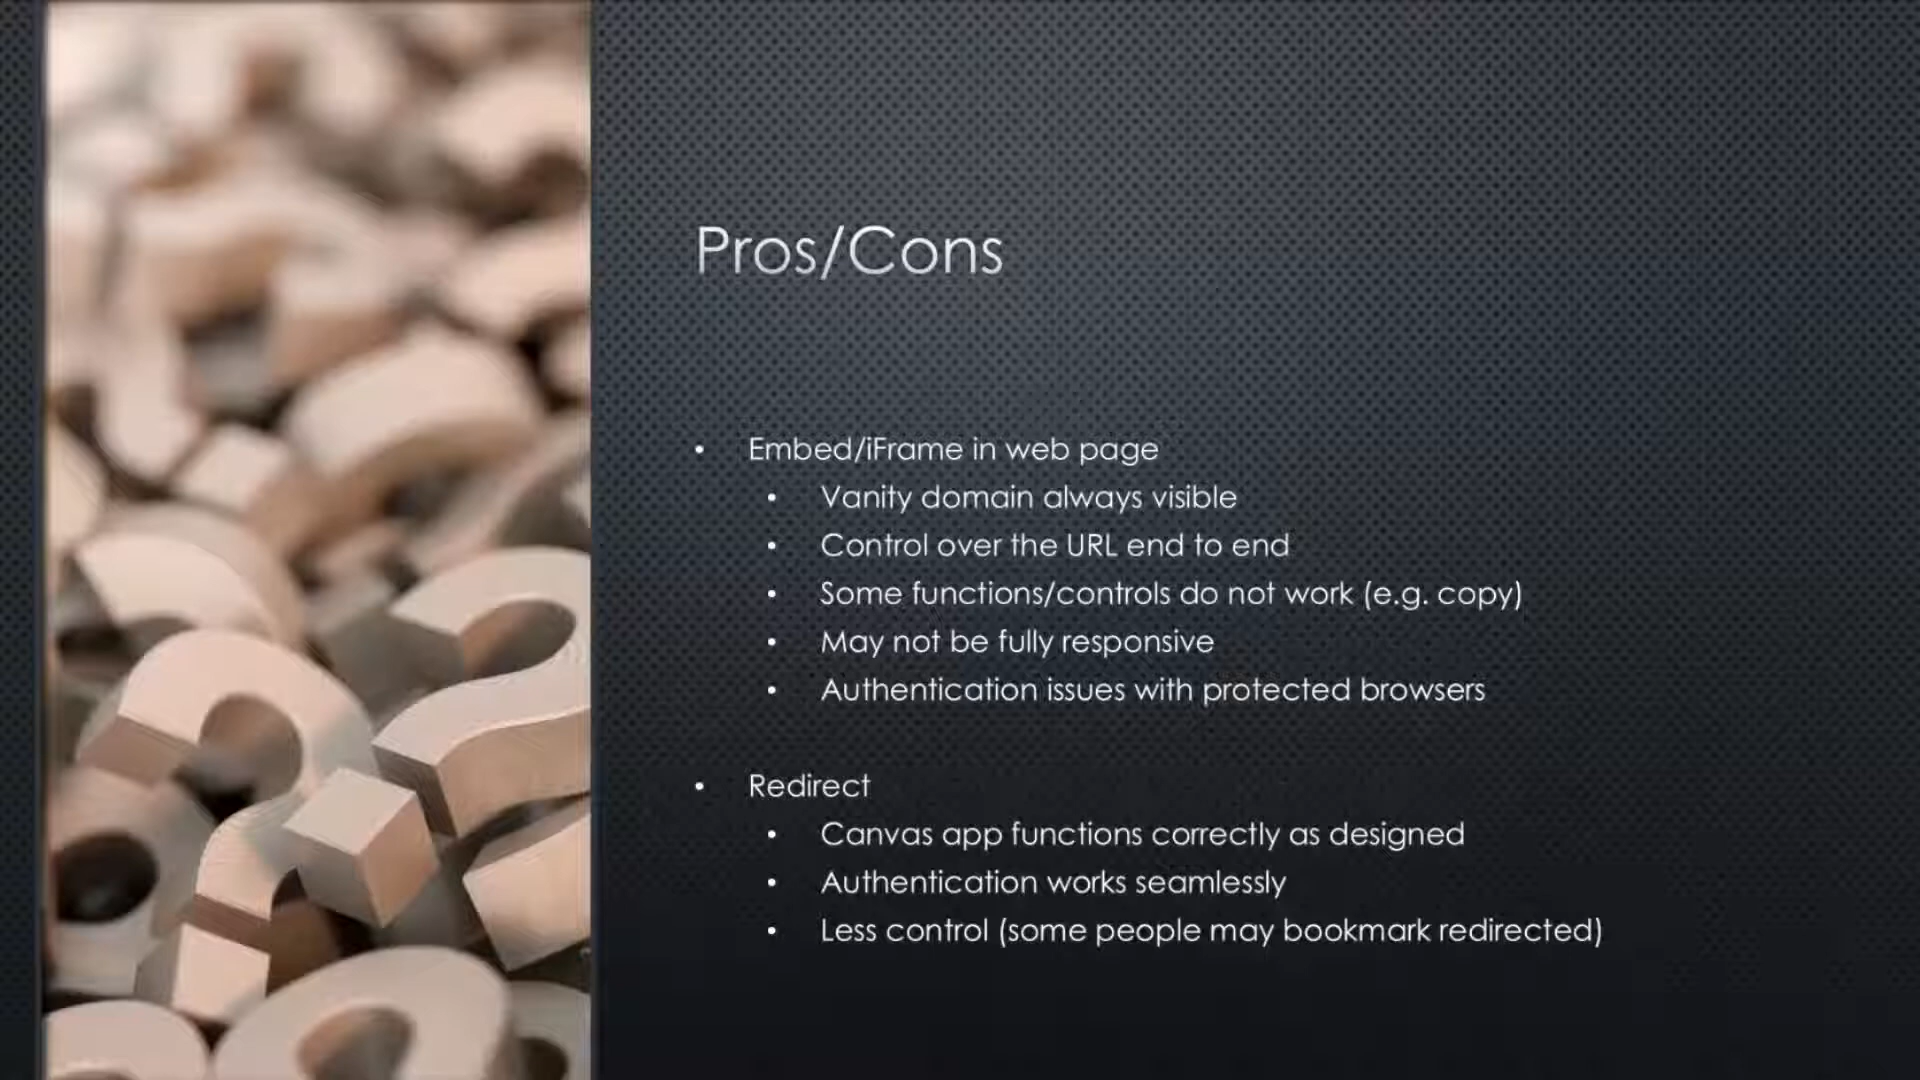 Pros/Cons
• Embed/iFrame in web page
• Vanity domain always visible
• Control over the URL end to end
• Some functions/controls do not work (e.g. copy)
• May not be fully responsive
• Authentication issues with protected browsers
• Redirect
• Canvas app functions correctly as designed
• Authentication works seamlessly
• Less control (some people may bookmark redirected)